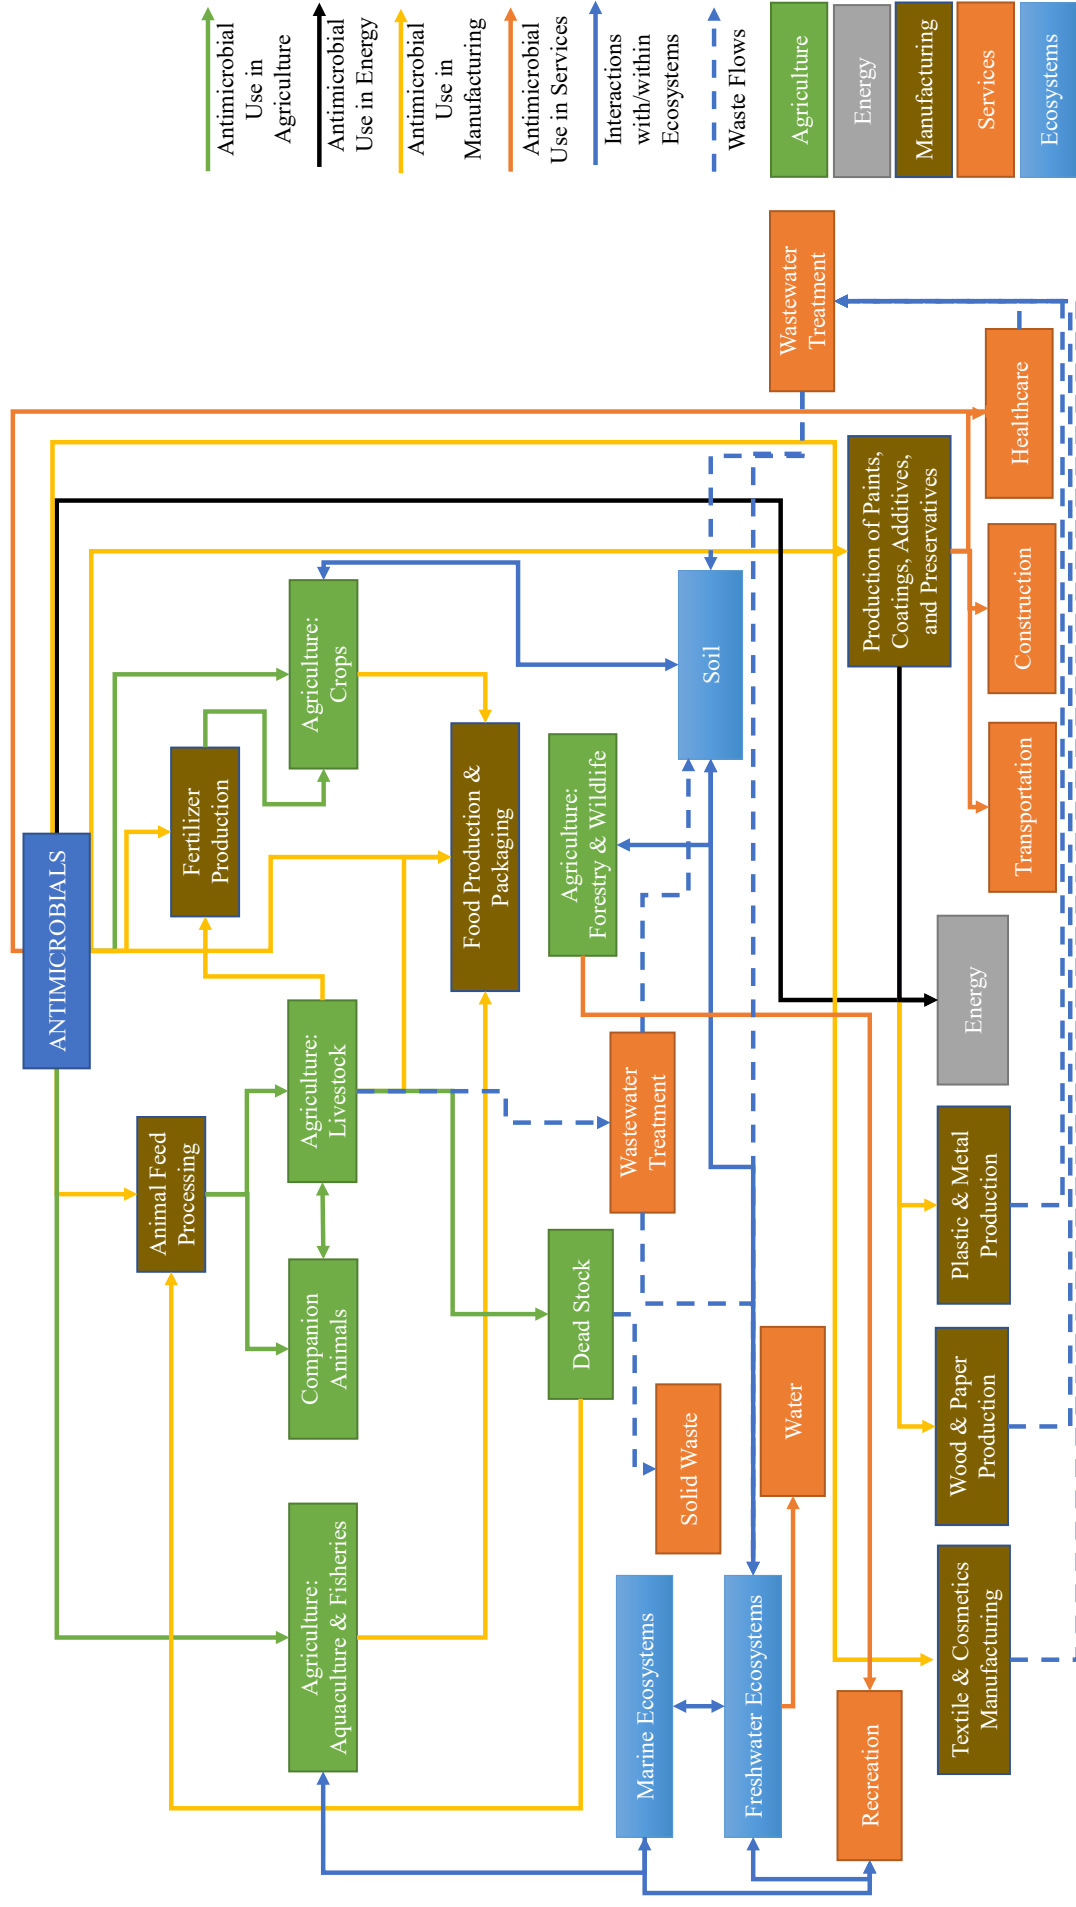 ANTIMICROBIALS
Animal Feed
Processing
Fertilizer
Production
Agriculture:
Aquaculture & Fisheries
Companion
Animals
Agriculture:
Livestock
Agriculture:
Crops
Food Production &
Packaging
Dead Stock
Agriculture:
Forestry & Wildlife
Marine Ecosystems
Solid Waste
Wastewater
Treatment
Soil
Freshwater Ecosystems
Water
Wastewater
Treatment
Recreation
Production of Paints,
Coatings, Additives,
and Preservatives
Textile & Cosmetics
Manufacturing
Wood & Paper
Production
Plastic & Metal
Production
Energy
Transportation
Construction
Healthcare
Antimicrobial
Use in
Agriculture
Antimicrobial
Use in Energy
Antimicrobial
Use in
Manufacturing
Antimicrobial
Use in Services
Interactions
with/within
Ecosystems
Waste Flows
Agriculture
Energy
Manufacturing
Services
Ecosystems